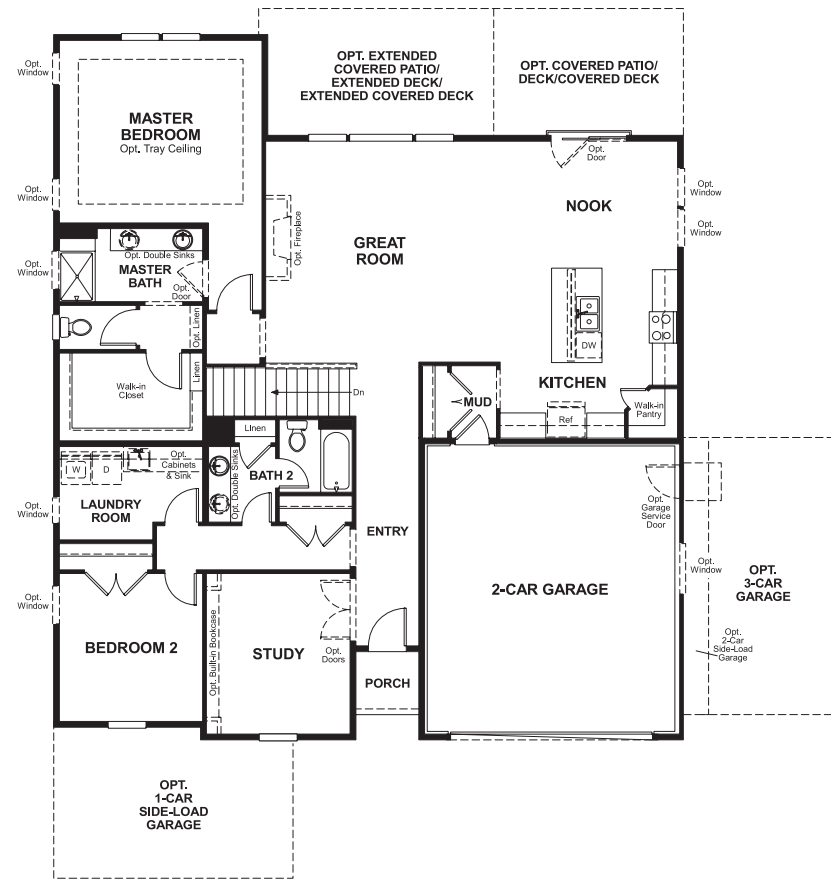 OPT. EXTENDED
COVERED PATIO/
EXTENDED DECK/
EXTENDED COVERED DECK
OPT. COVERED PATIO/
DECK/COVERED DECK
Opt.
Window
MASTER
BEDROOM
Opt. Tray Ceiling
Opt.
Door
Opt.
Window
Opt.
Window
Opt.
Window
NOOK
GREAT
ROOM
Opt. Fireplace
Opt. Double Sinks
MASTER
BATH
Opt.
Window
Opt.
Door
Opt. Linen
Linen
Walk-in
Closet
Dn
DW
KITCHEN
MUD
Ref
Walk-in
Pantry
Linen
BATH 2
Opt. Double Sinks
W
D
Opt.
Cabinets
& Sink
LAUNDRY
ROOM
Opt.
Window
ENTRY
2-CAR GARAGE
Opt.
Garage
Service
Door
Opt.
Window
OPT.
3-CAR
GARAGE
Opt.
2-Car
Side-Load
Garage
Opt.
Window
BEDROOM 2
Opt. Built-in Bookcase
STUDY
Opt.
Doors
PORCH
OPT.
1-CAR
SIDE-LOAD
GARAGE